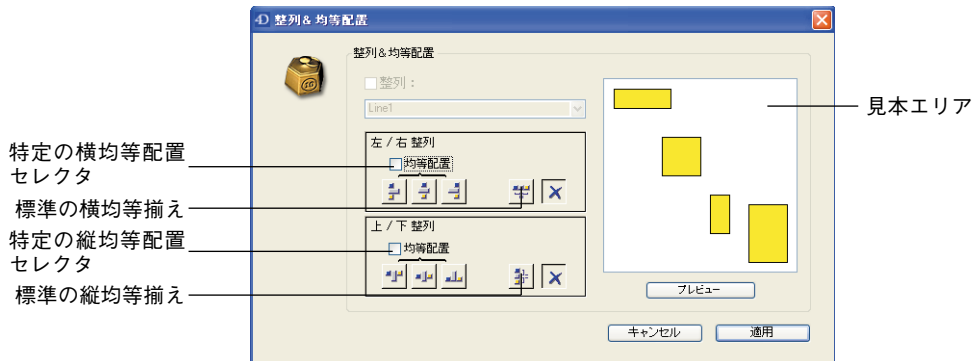 4D 整列& 均等配置
整列&均等配置
整列：
Line1
見本エリア
左 / 右 整列
特定の横均等配置
セレクタ
均等配置
標準の横均等揃え
上 / 下 整列
特定の縦均等配置
セレクタ
均等配置
標準の縦均等揃え
プレビュー
キャンセル
適用